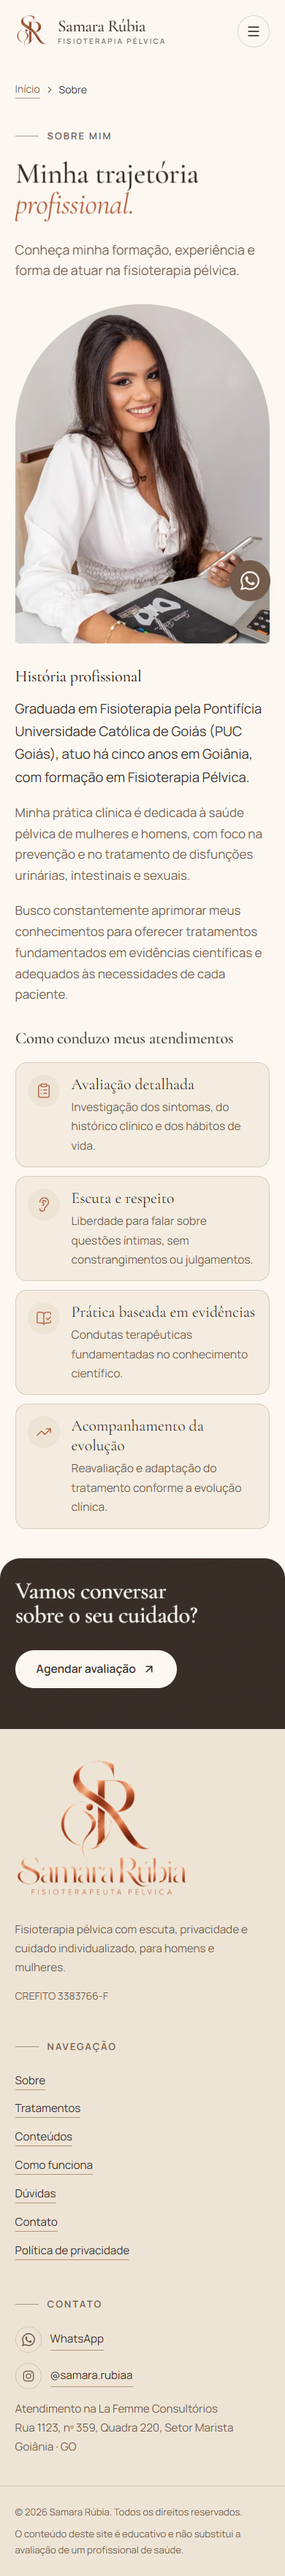 Samara Rúbia
FISIOTERAPIA PÉLVICA
Início > Sobre
SOBRE MIM
Minha trajetória
profissional.
Conheça minha formação, experiência e
forma de atuar na fisioterapia pélvica.
História profissional
Graduada em Fisioterapia pela Pontifícia
Universidade Católica de Goiás (PUC
Goiás), atuo há cinco anos em Goiânia,
com formação em Fisioterapia Pélvica.
Minha prática clínica é dedicada à saúde
pélvica de mulheres e homens, com foco na
prevenção e no tratamento de disfunções
urinárias, intestinais e sexuais.
Busco constantemente aprimorar meus
conhecimentos para oferecer tratamentos
fundamentados em evidências científicas e
adequados às necessidades de cada
paciente.
Como conduzo meus atendimentos
Avaliação detalhada
Investigação dos sintomas, do
histórico clínico e dos hábitos de
vida.
Escuta e respeito
Liberdade para falar sobre
questões íntimas, sem
constrangimentos ou julgamentos.
Prática baseada em evidências
Condutas terapêuticas
fundamentadas no conhecimento
científico.
Acompanhamento da
evolução
Reavaliação e adaptação do
tratamento conforme a evolução
clínica.
Vamos conversar
sobre o seu cuidado?
Agendar avaliação
SR
Samara Rúbia
FISIOTERAPEUTA PÉLVICA
Fisioterapia pélvica com escuta, privacidade e
cuidado individualizado, para homens e
mulheres.
CREFITO 3383766-F
NAVEGAÇÃO
Sobre
Tratamentos
Conteúdos
Como funciona
Dúvidas
Contato
Política de privacidade
CONTATO
WhatsApp
@samara.rubiaa
Atendimento na La Femme Consultórios
Rua 1123, nº 359, Quadra 220, Setor Marista
Goiânia · GO
© 2026 Samara Rúbia. Todos os direitos reservados.
O conteúdo deste site é educativo e não substitui a
avaliação de um profissional de saúde.